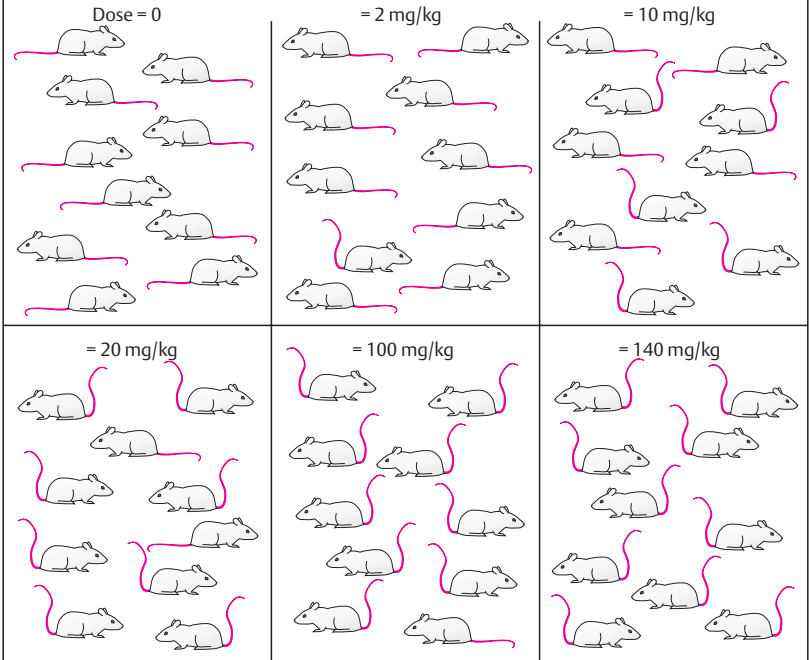 Dose = 0
= 2 mg/kg
= 10 mg/kg
= 20 mg/kg
= 100 mg/kg
= 140 mg/kg